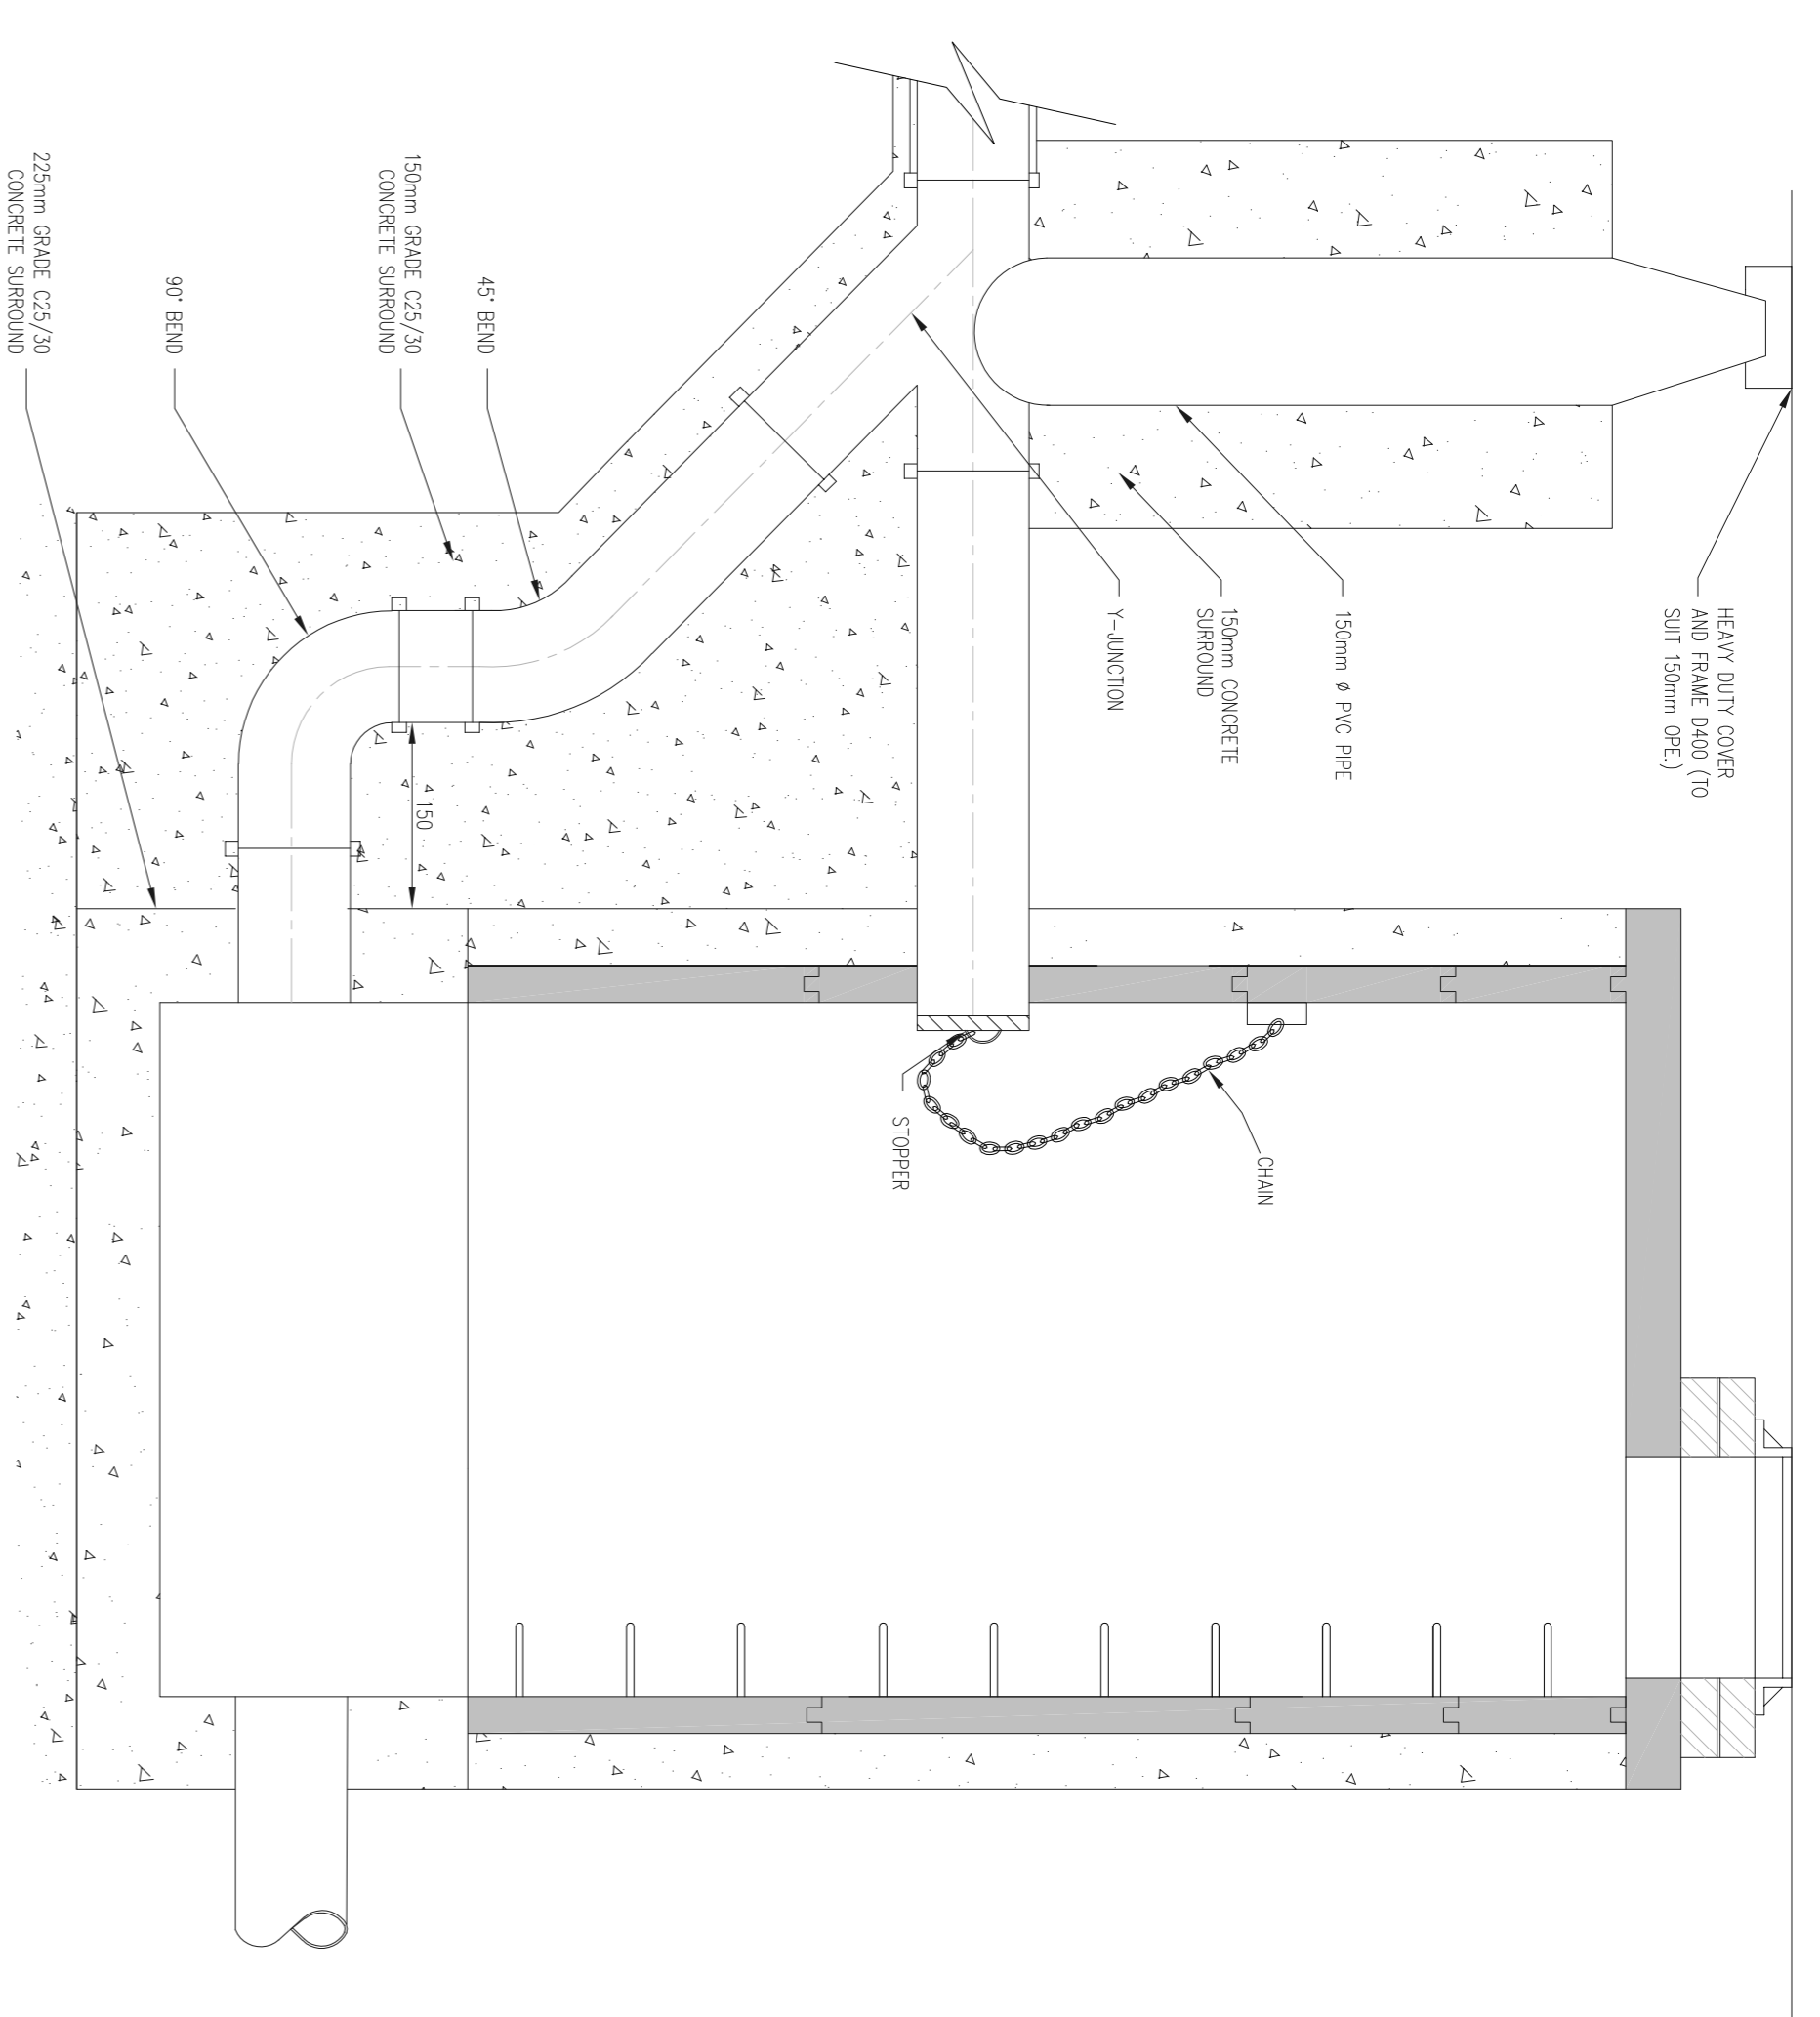 HEAVY DUTY COVER
AND FRAME D400 (TO
SUIT 150mm OPE.)
150mm ø PVC PIPE
150mm CONCRETE
SURROUND
Y-JUNCTION
CHAIN
STOPPER
45° BEND
150
150mm GRADE C25/30
CONCRETE SURROUND
90° BEND
225mm GRADE C25/30
CONCRETE SURROUND